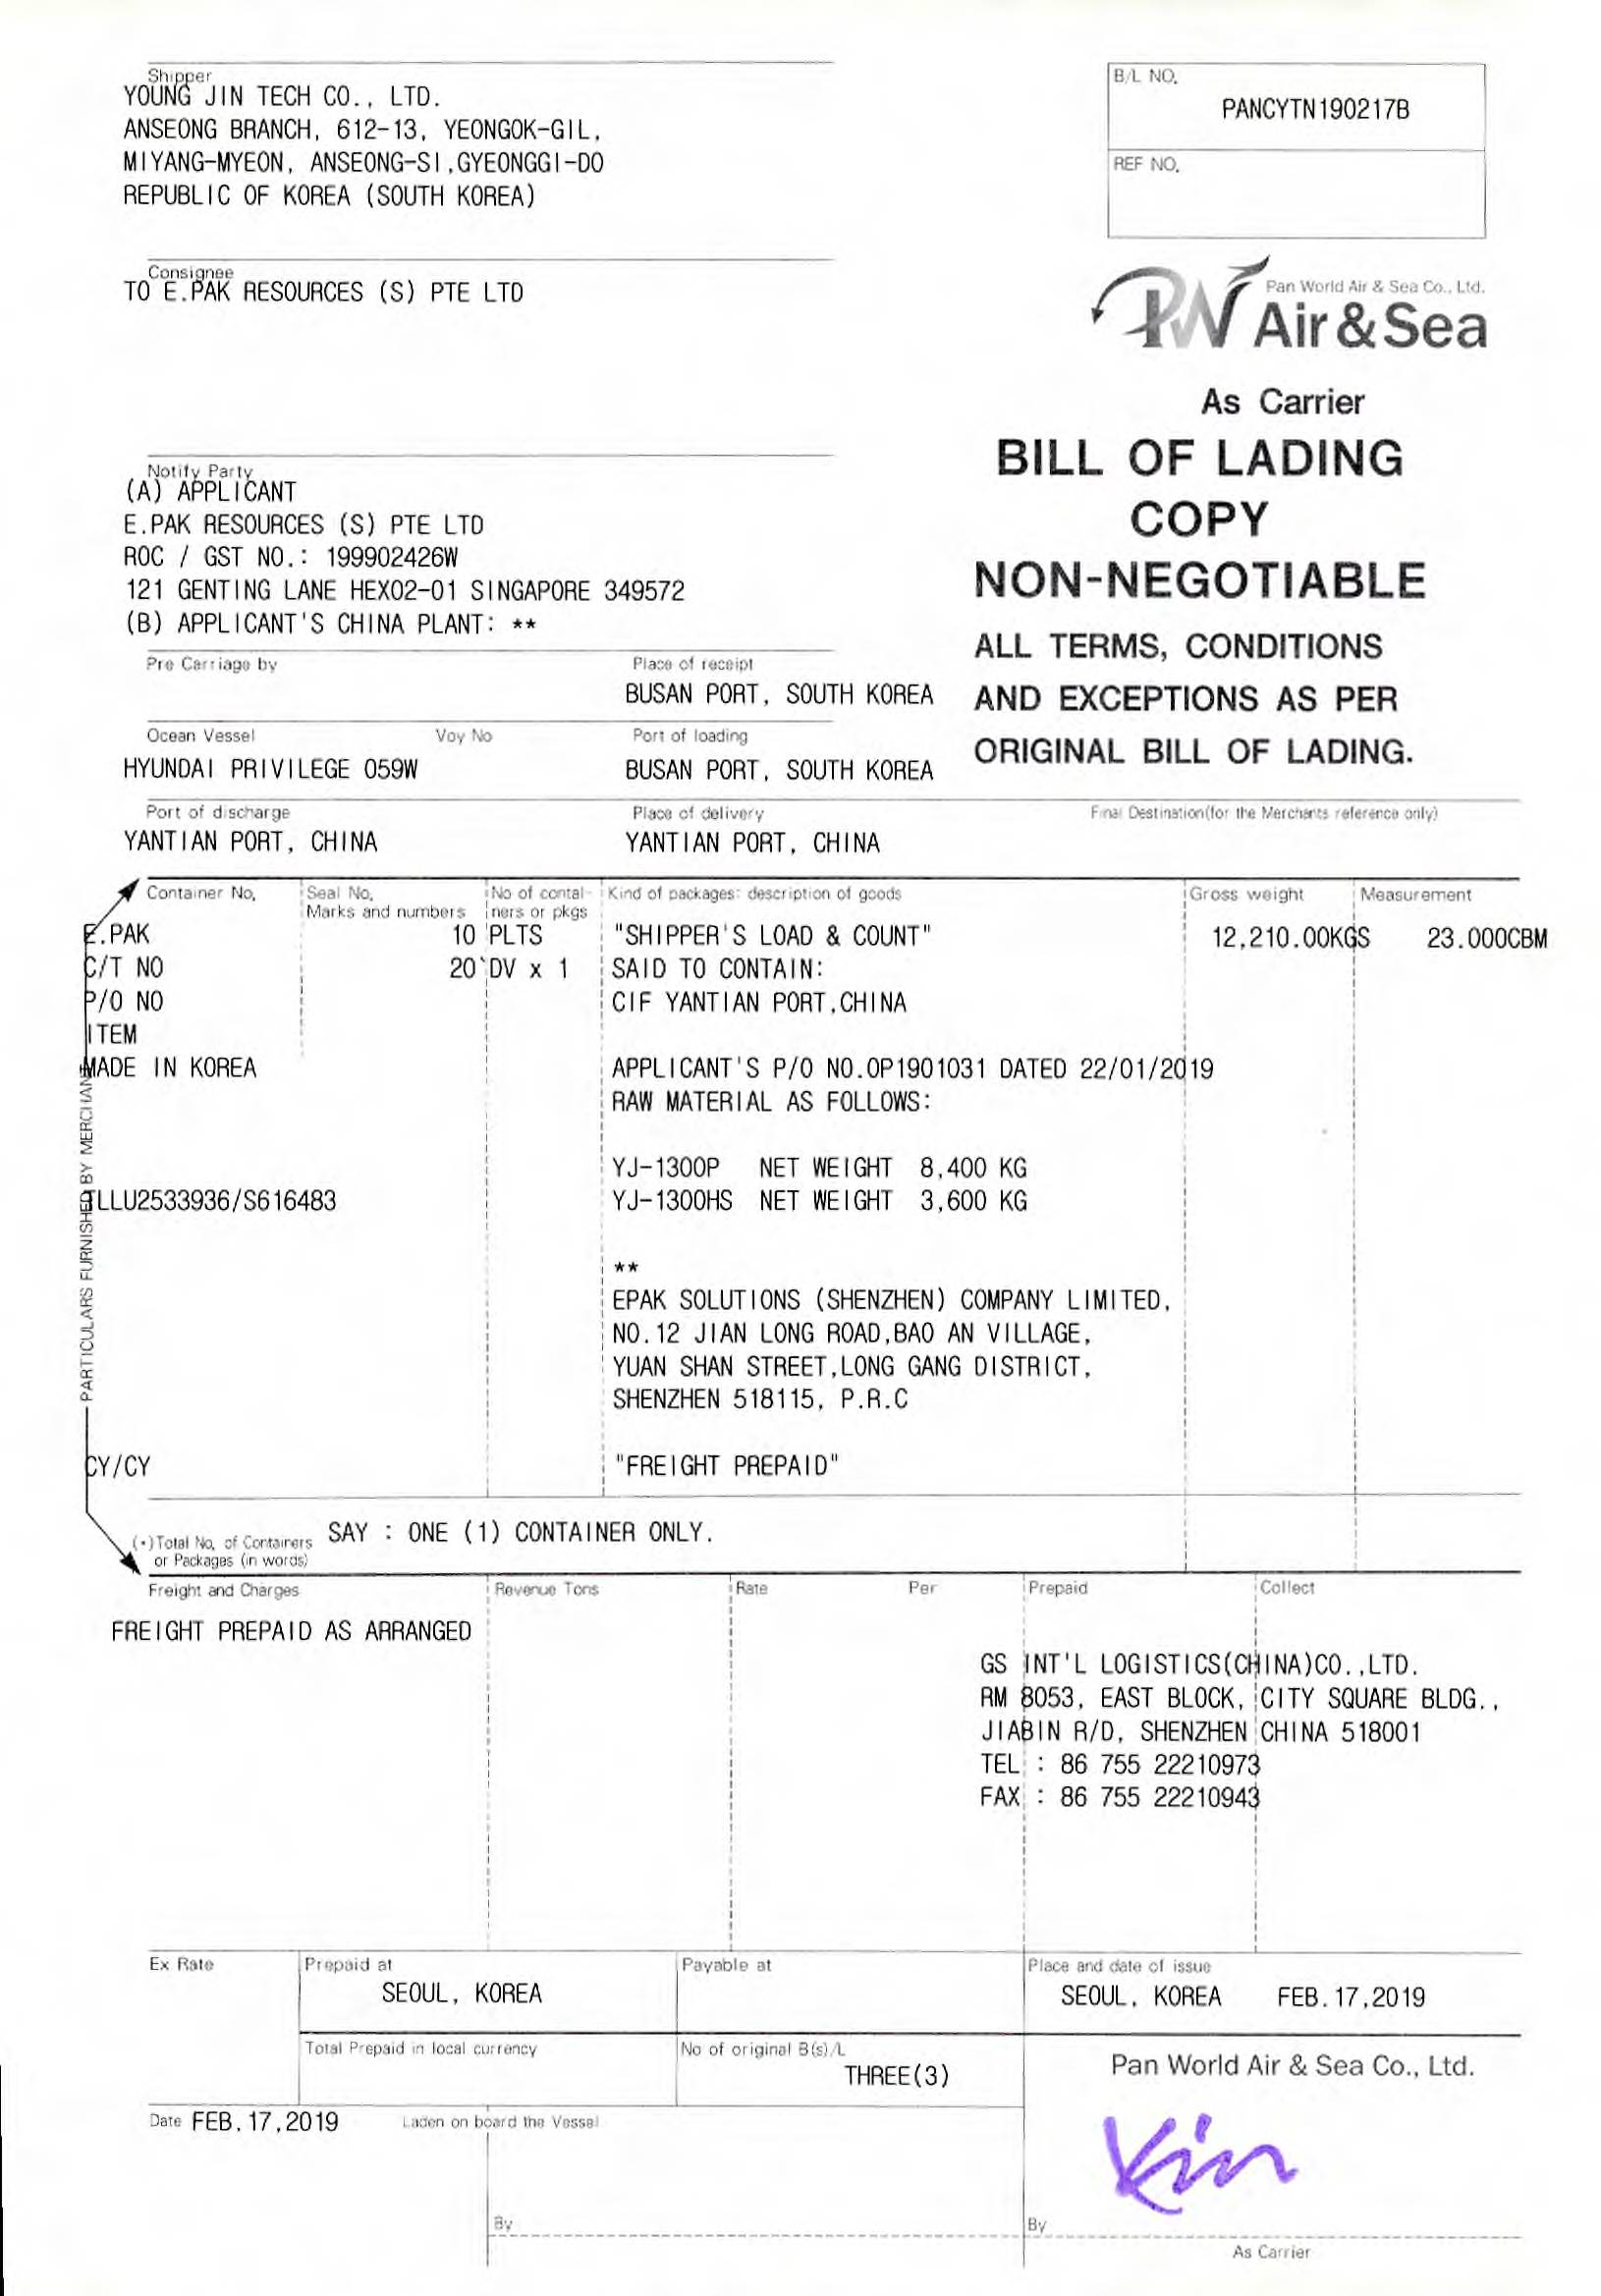 Shipper
YOUNG JIN TECH CO., LTD.
ANSEONG BRANCH, 612-13, YEONGOK-GIL,
MIYANG-MYEON, ANSEONG-SI,GYEONGGI-DO
REPUBLIC OF KOREA (SOUTH KOREA)
B/L NO.
PANCYTN190217B
REF NO.
Consignee
TO E.PAK RESOURCES (S) PTE LTD
PW Pan World Air & Sea Co., Ltd.
Air&Sea
As Carrier
BILL OF LADING
COPY
NON-NEGOTIABLE
ALL TERMS, CONDITIONS
AND EXCEPTIONS AS PER
ORIGINAL BILL OF LADING.
Notify Party
(A) APPLICANT
E.PAK RESOURCES (S) PTE LTD
ROC / GST NO.: 199902426W
121 GENTING LANE HEX02-01 SINGAPORE 349572
(B) APPLICANT'S CHINA PLANT: **
Pre Carriage by Place of receipt
BUSAN PORT, SOUTH KOREA
Ocean Vessel Voy No Port of loading
HYUNDAI PRIVILEGE 059W BUSAN PORT, SOUTH KOREA
Port of discharge Place of delivery Final Destination(for the Merchants reference only)
YANTIAN PORT, CHINA YANTIAN PORT, CHINA
Container No. Seal No. No of contai- Kind of packages: description of goods Gross weight Measurement
Marks and numbers ners or pkgs
E.PAK 10 PLTS "SHIPPER'S LOAD & COUNT" 12,210.00KGS 23.000CBM
C/T NO 20`DV x 1 SAID TO CONTAIN:
P/O NO CIF YANTIAN PORT,CHINA
ITEM
MADE IN KOREA APPLICANT'S P/O NO.OP1901031 DATED 22/01/2019
RAW MATERIAL AS FOLLOWS:
YJ-1300P NET WEIGHT 8,400 KG
TLLU2533936/S616483 YJ-1300HS NET WEIGHT 3,600 KG
**
EPAK SOLUTIONS (SHENZHEN) COMPANY LIMITED,
NO.12 JIAN LONG ROAD,BAO AN VILLAGE,
YUAN SHAN STREET,LONG GANG DISTRICT,
SHENZHEN 518115, P.R.C
CY/CY "FREIGHT PREPAID"
PARTICULARS FURNISHED BY MERCHANT
(*)Total No. of Containers SAY : ONE (1) CONTAINER ONLY.
or Packages (in words)
Freight and Charges Revenue Tons Rate Per Prepaid Collect
FREIGHT PREPAID AS ARRANGED
GS INT'L LOGISTICS(CHINA)CO.,LTD.
RM 8053, EAST BLOCK, CITY SQUARE BLDG.,
JIABIN R/D, SHENZHEN CHINA 518001
TEL : 86 755 22210973
FAX : 86 755 22210943
Ex Rate Prepaid at Payable at Place and date of issue
SEOUL, KOREA SEOUL, KOREA FEB.17,2019
Total Prepaid in local currency No of original B(s)/L
THREE(3)
Pan World Air & Sea Co., Ltd.
Date FEB.17,2019 Laden on board the Vessel
Kim
By By
As Carrier